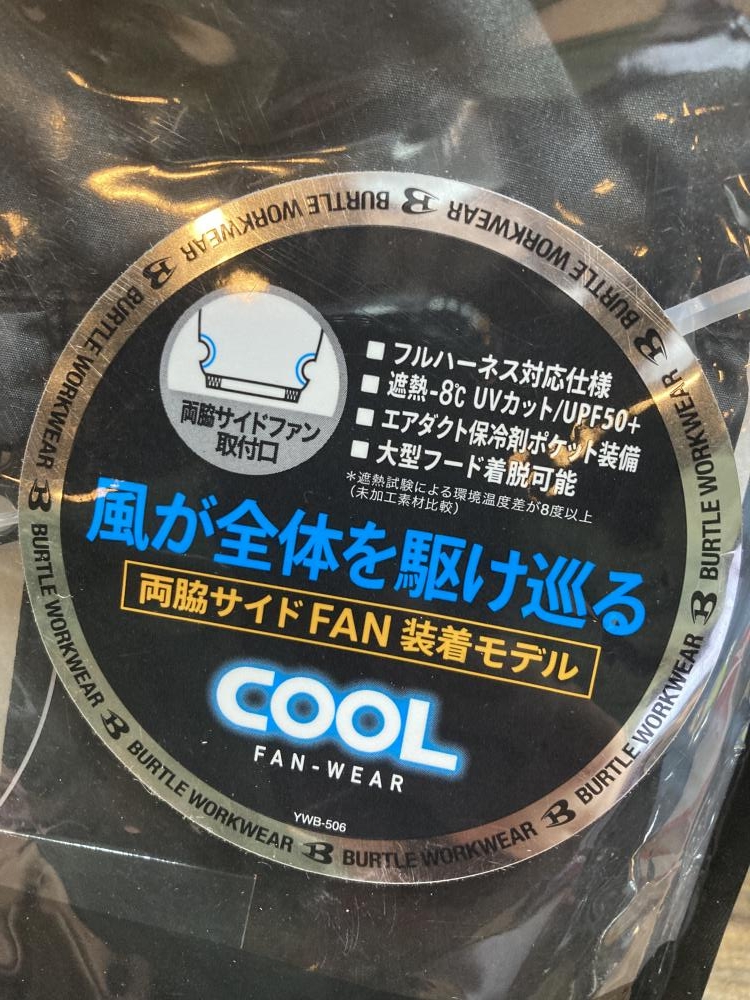 両脇サイドファン
取付口
■ フルハーネス対応仕様
■ 遮熱-8℃ UVカット/UPF50+
■ エアダクト保冷剤ポケット装備
■ 大型フード着脱可能
＊遮熱試験による環境温度差が8度以上
（未加工素材比較）
風が全体を駆け巡る
両脇サイドFAN 装着モデル
COOL
FAN-WEAR
YWB-506
BURTLE WORKWEAR
BURTLE WORKWEAR
BURTLE WORKWEAR
BURTLE WORKWEAR
BURTLE WORKWEAR
BURTLE WORKWEAR
BURTLE WORKWEAR
BURTLE WORKWEAR
BURTLE WORKWEAR